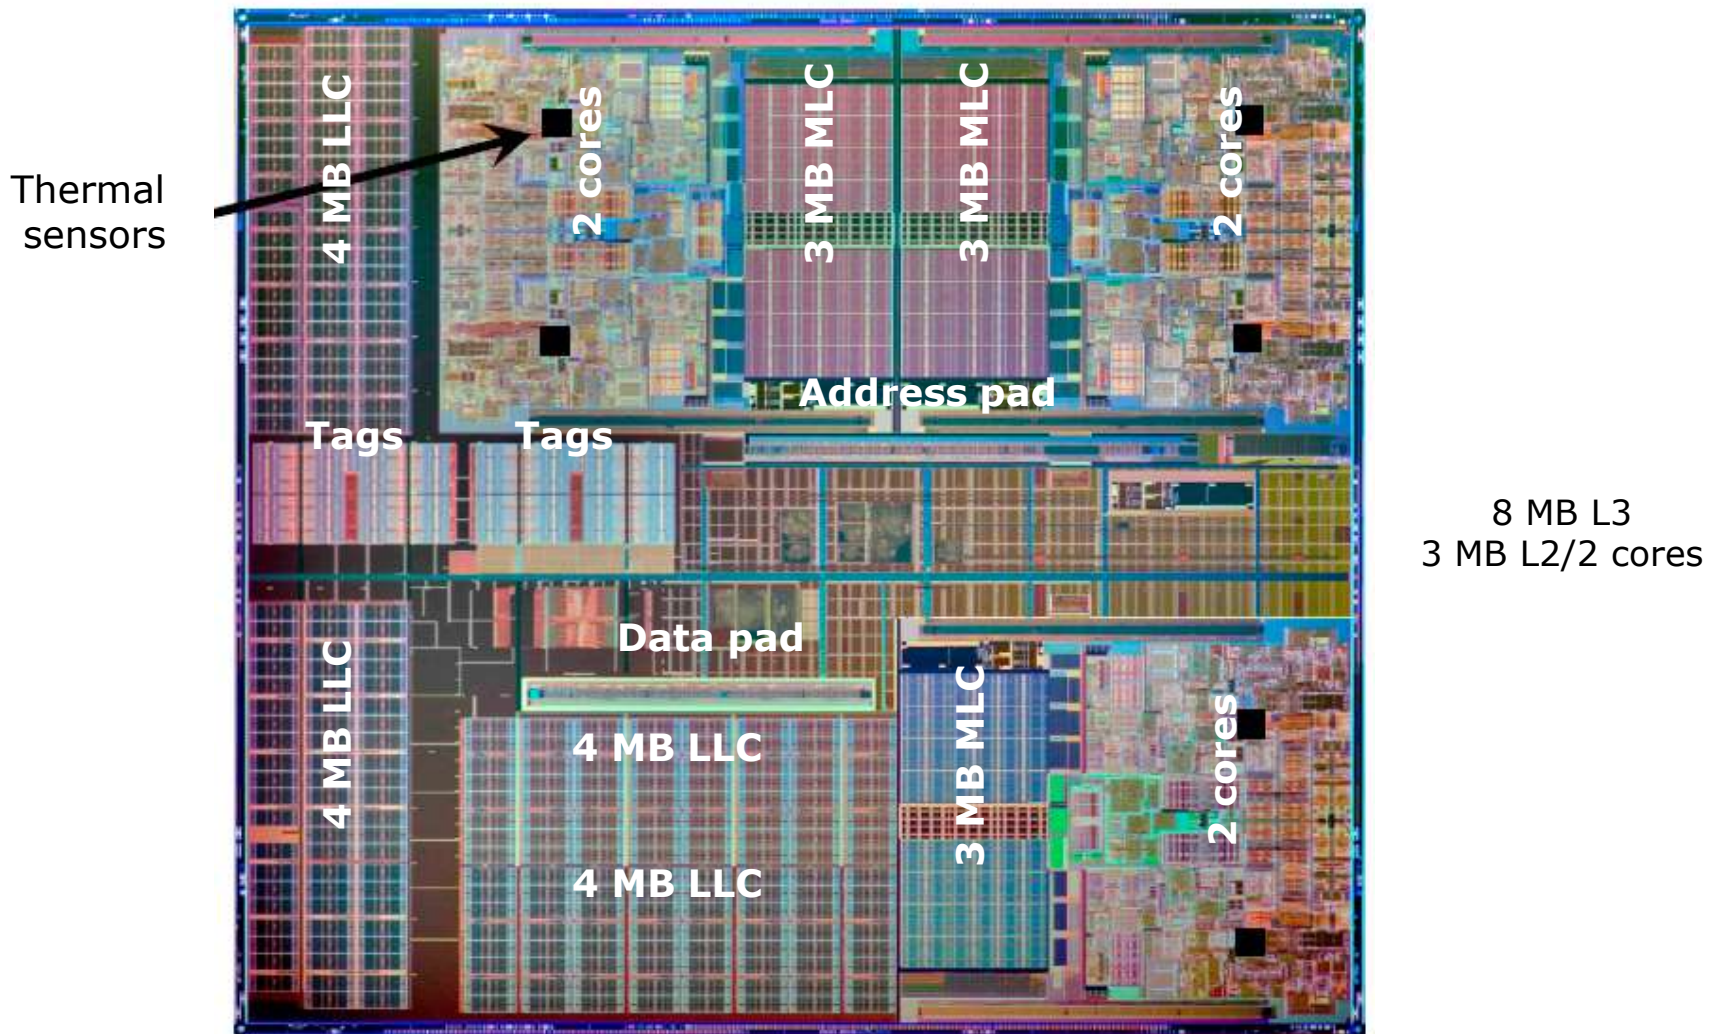 Thermal
sensors
4 MB LLC
2 cores
3 MB MLC
3 MB MLC
2 cores
Address pad
Tags
Tags
8 MB L3
3 MB L2/2 cores
Data pad
4 MB LLC
4 MB LLC
4 MB LLC
3 MB MLC
2 cores